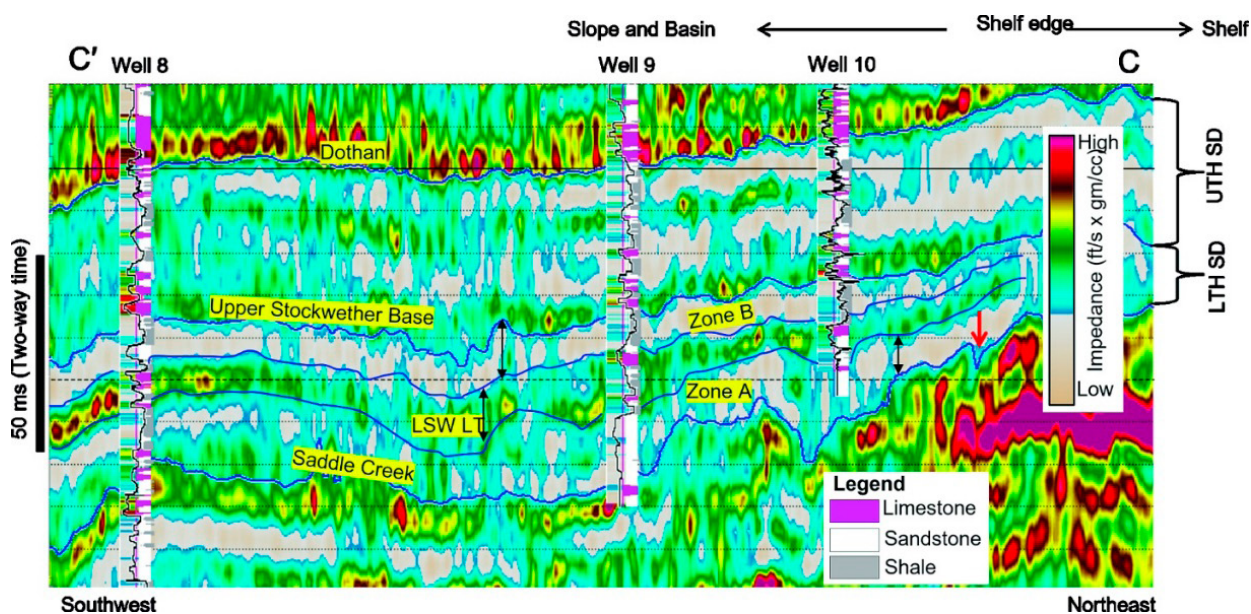 Slope and Basin
Shelf edge
Shelf
C'
Well 8
Well 9
Well 10
C
Dothan
High
Impedance (ft/s x gm/cc)
Low
UTH SD
LTH SD
50 ms (Two-way time)
Upper Stockwether Base
Zone B
Zone A
LSW LT
Saddle Creek
Legend
Limestone
Sandstone
Shale
Southwest
Northeast